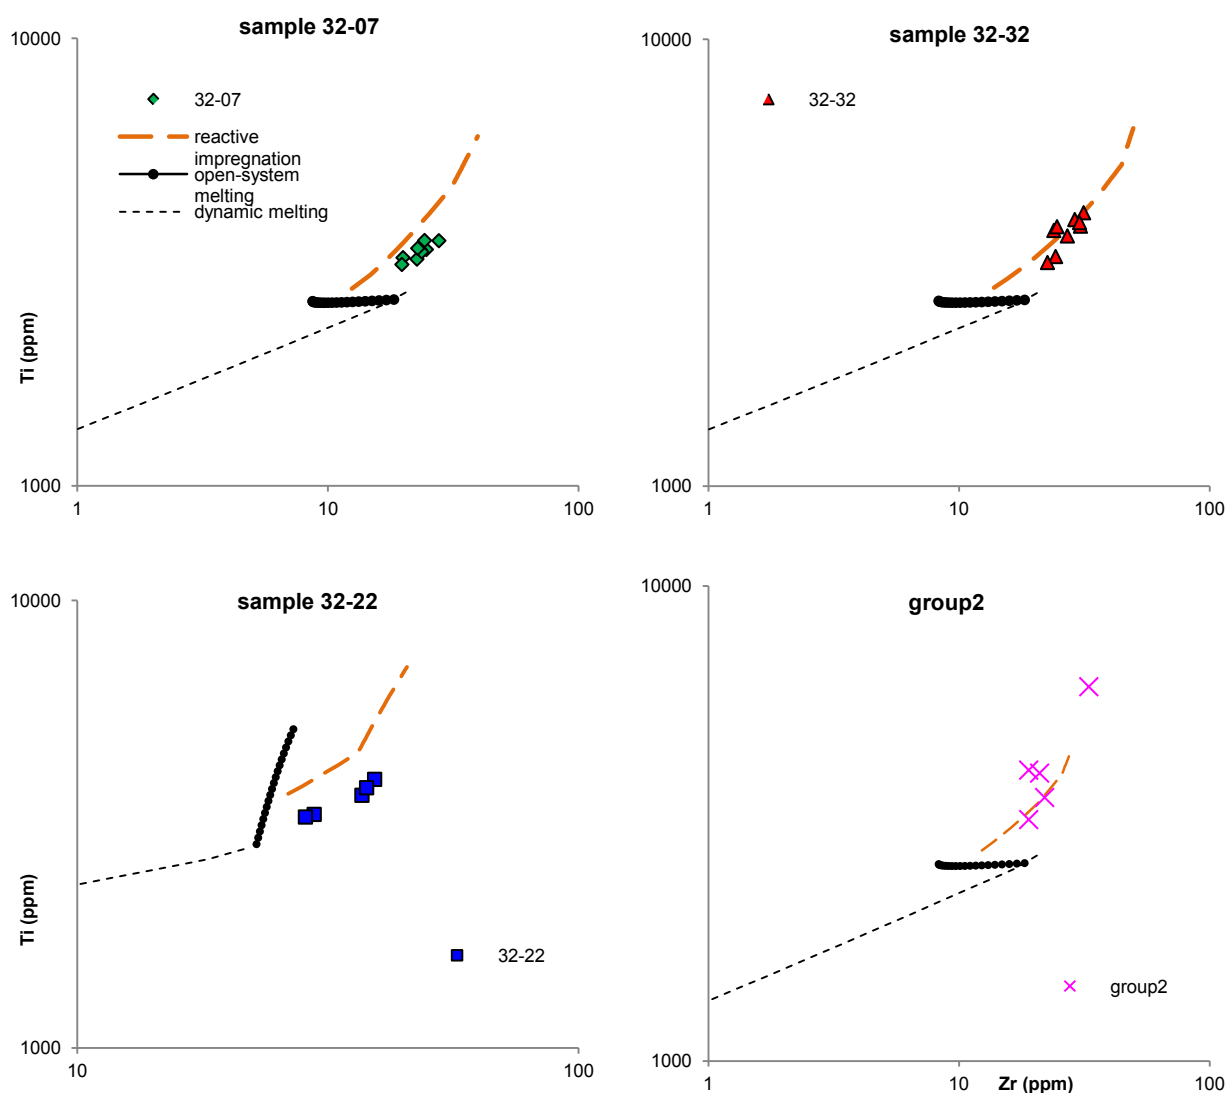 sample 32-07
10000
32-07
reactive
impregnation
open-system
melting
dynamic melting
Ti (ppm)
1000
1
10
100
sample 32-32
10000
32-32
1000
1
10
100
sample 32-22
10000
Ti (ppm)
32-22
1000
10
100
group2
10000
group2
1000
1
10
Zr (ppm)
100